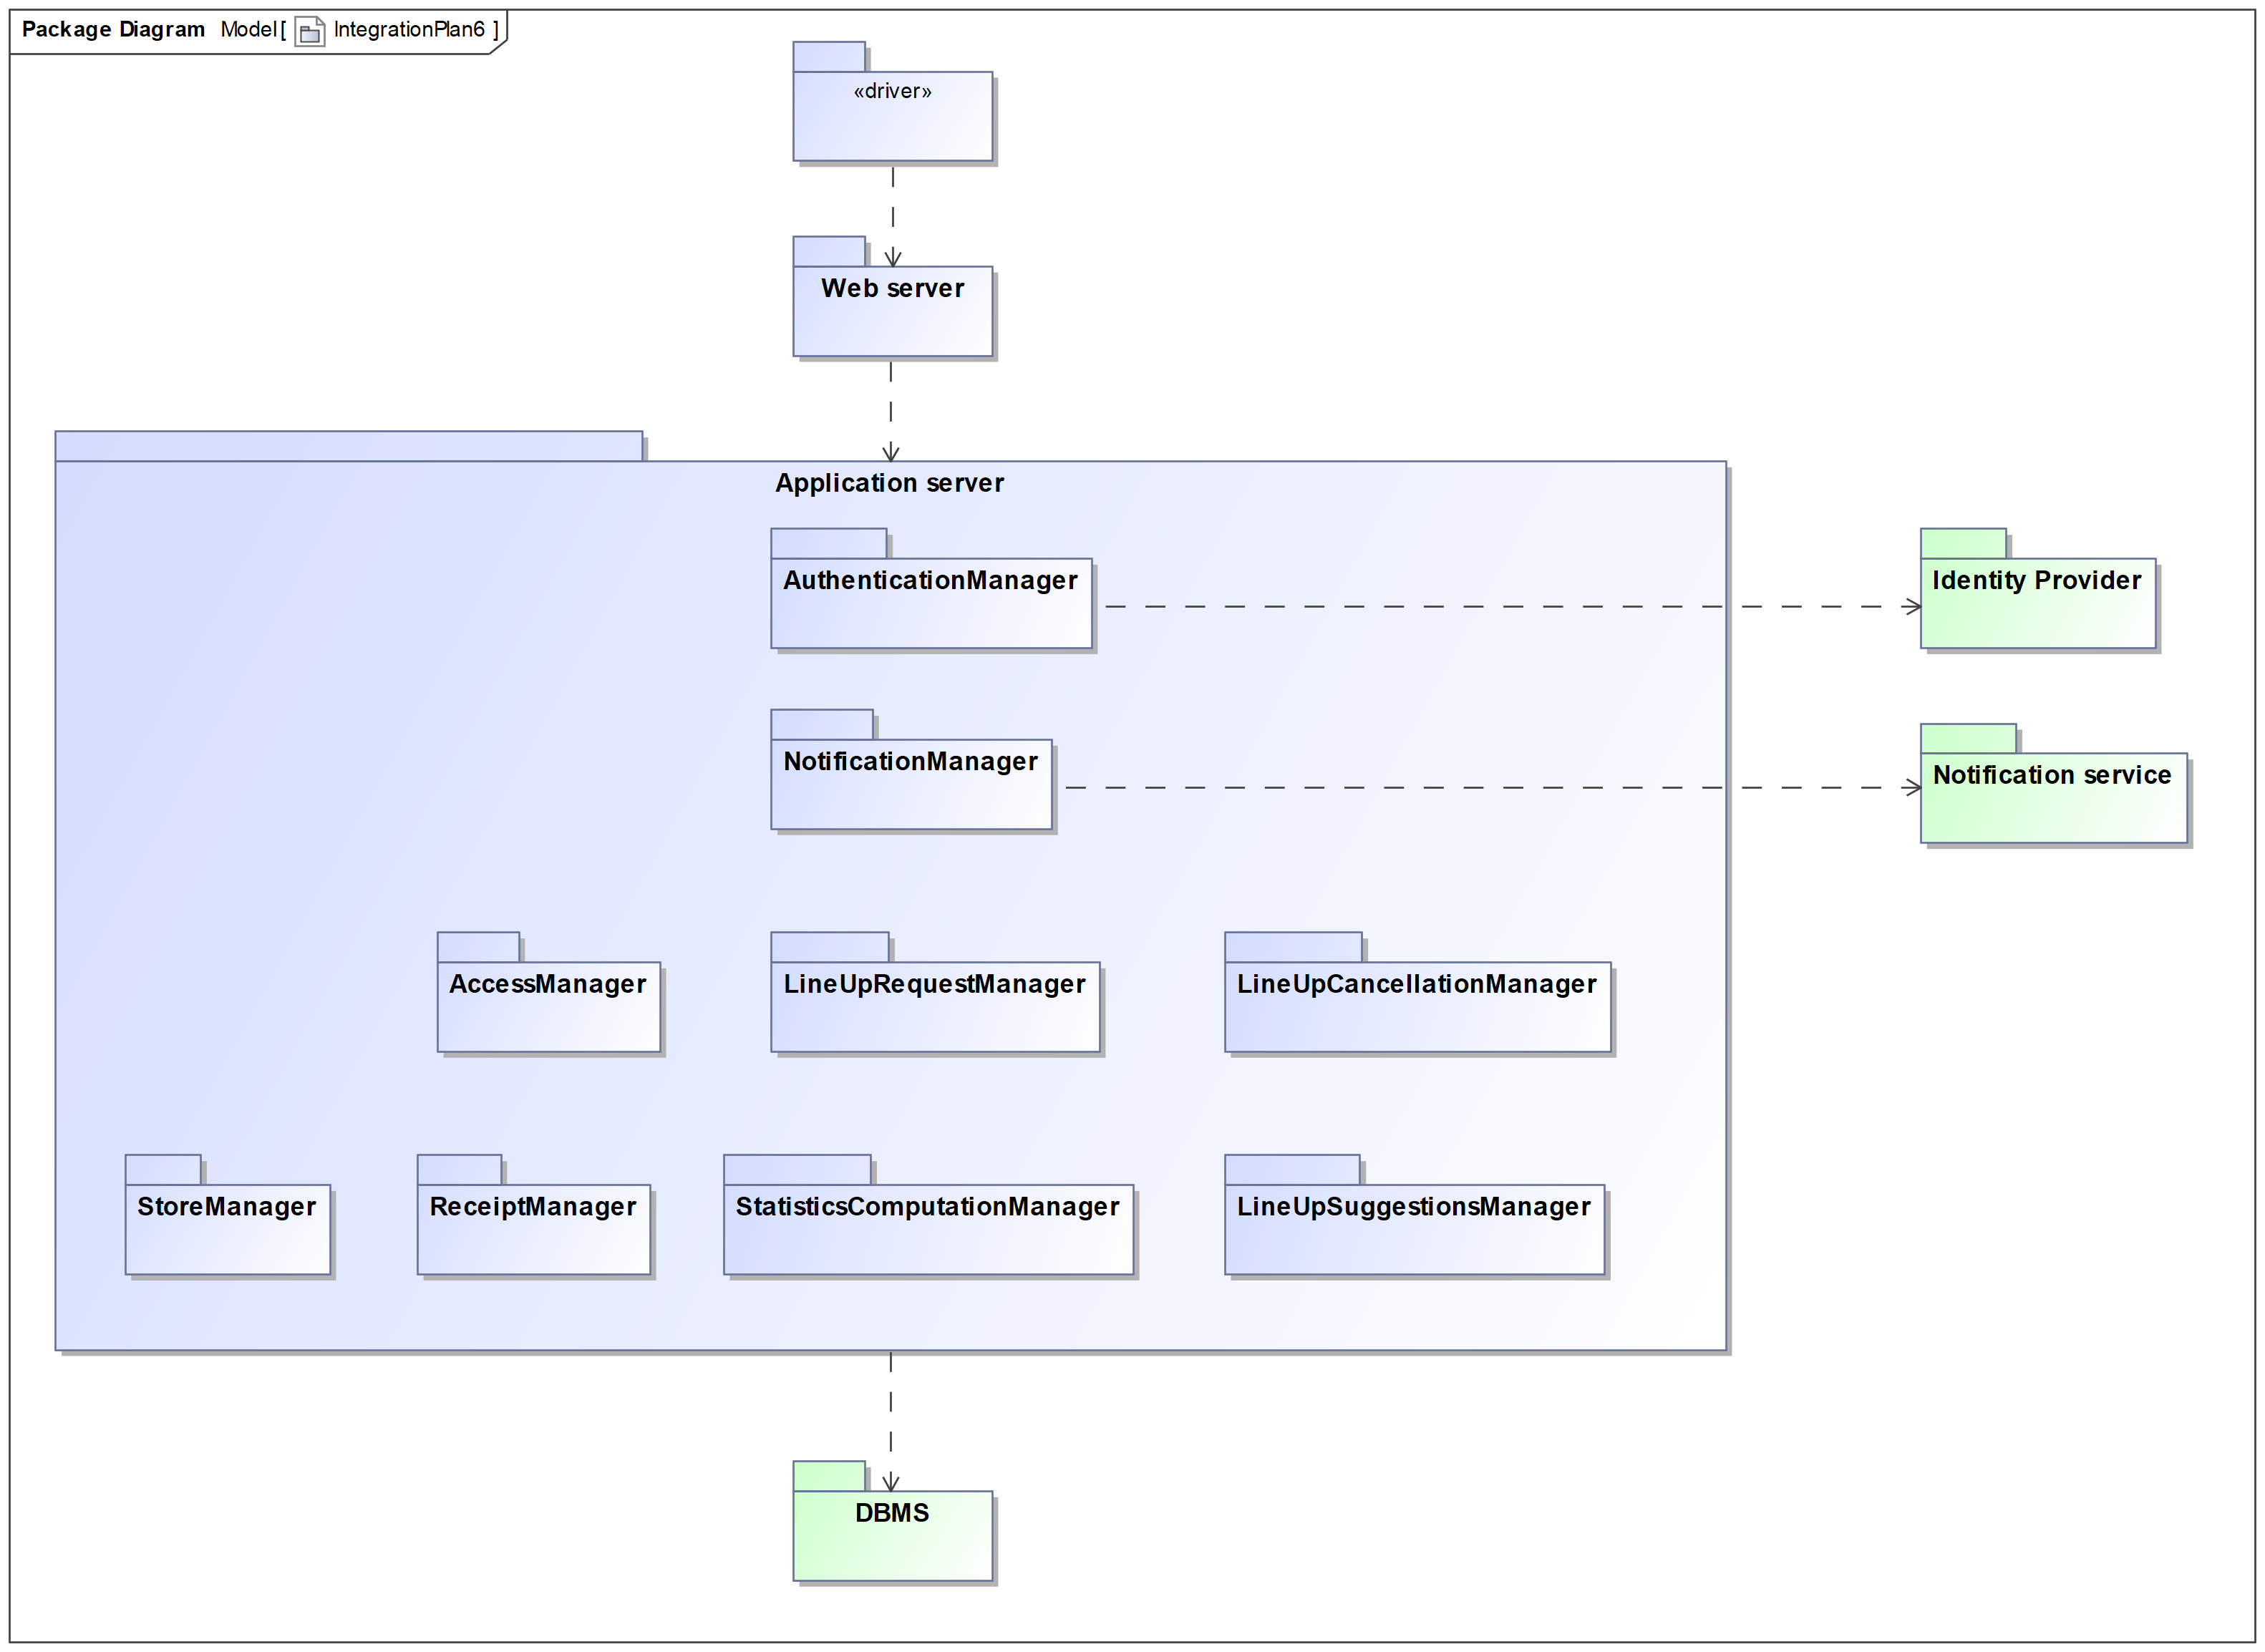 Package Diagram Model [ IntegrationPlan6 ]
«driver»
Web server
Application server
AuthenticationManager
Identity Provider
NotificationManager
Notification service
AccessManager
LineUpRequestManager
LineUpCancellationManager
StoreManager
ReceiptManager
StatisticsComputationManager
LineUpSuggestionsManager
DBMS